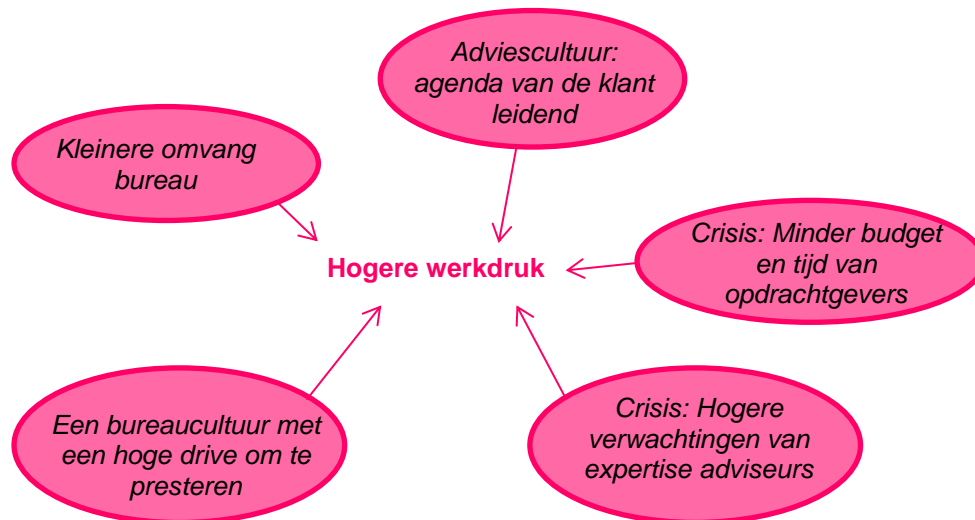 Adviescultuur:
agenda van de klant
leidend
Kleinere omvang
bureau
Crisis: Minder budget
en tijd van
opdrachtgevers
Hogere werkdruk
Een bureaucultuur met
een hoge drive om te
presteren
Crisis: Hogere
verwachtingen van
expertise adviseurs